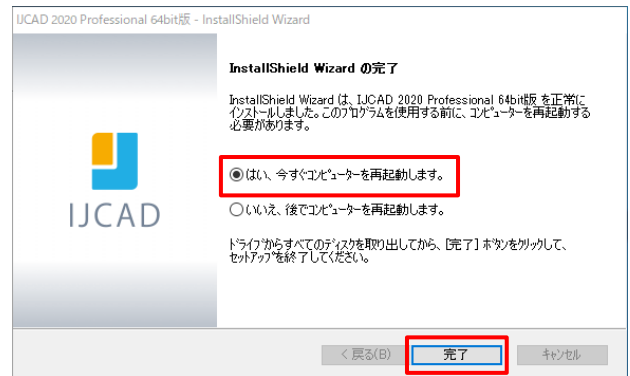 IJCAD 2020 Professional 64bit版 - InstallShield Wizard
InstallShield Wizard の完了
InstallShield Wizard は、IJCAD 2020 Professional 64bit版 を正常に
インストールしました。このプログラムを使用する前に、コンピューターを再起動する
必要があります。
はい、今すぐコンピューターを再起動します。
IJCAD
いいえ、後でコンピューターを再起動します。
ドライブからすべてのディスクを取り出してから、[完了] ボタンをクリックして、
セットアップを終了してください。
< 戻る(B)
完了
キャンセル